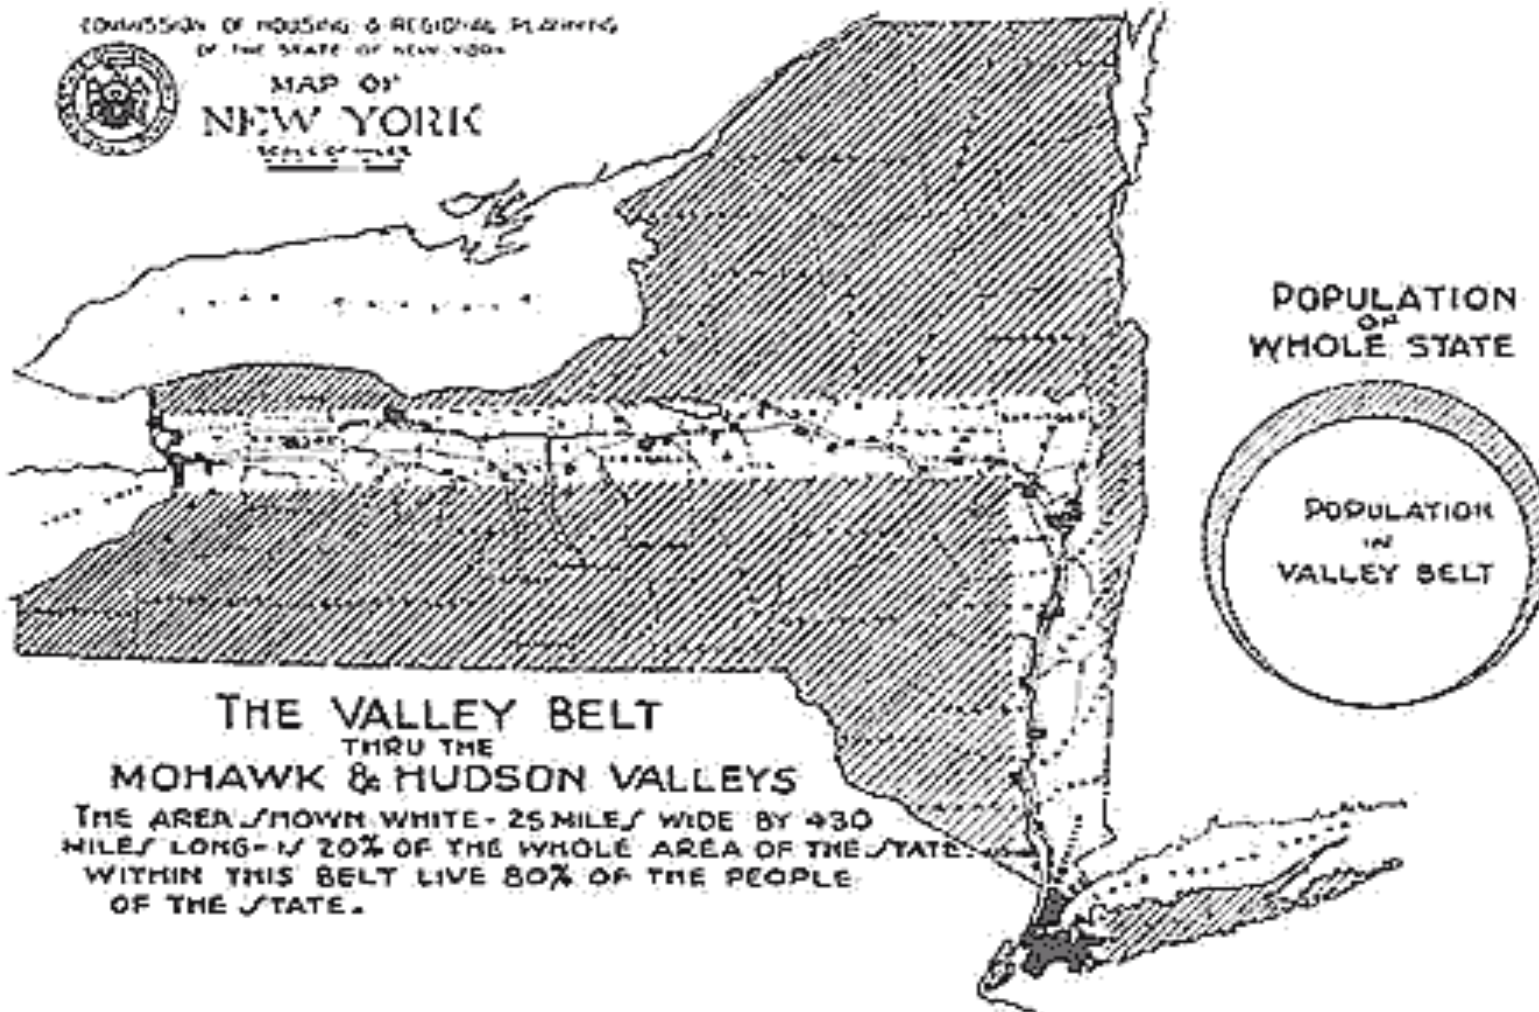 COMMISSION OF HOUSING & REGIONAL PLANNING
OF THE STATE OF NEW YORK
MAP OF
NEW YORK
SCALE OF MILES
POPULATION
OF
WHOLE STATE
POPULATION
IN
VALLEY BELT
THE VALLEY BELT
THRU THE
MOHAWK & HUDSON VALLEYS
THE AREA SHOWN WHITE - 25 MILES WIDE BY 430
MILES LONG - IS 20% OF THE WHOLE AREA OF THE STATE.
WITHIN THIS BELT LIVE 80% OF THE PEOPLE
OF THE STATE.